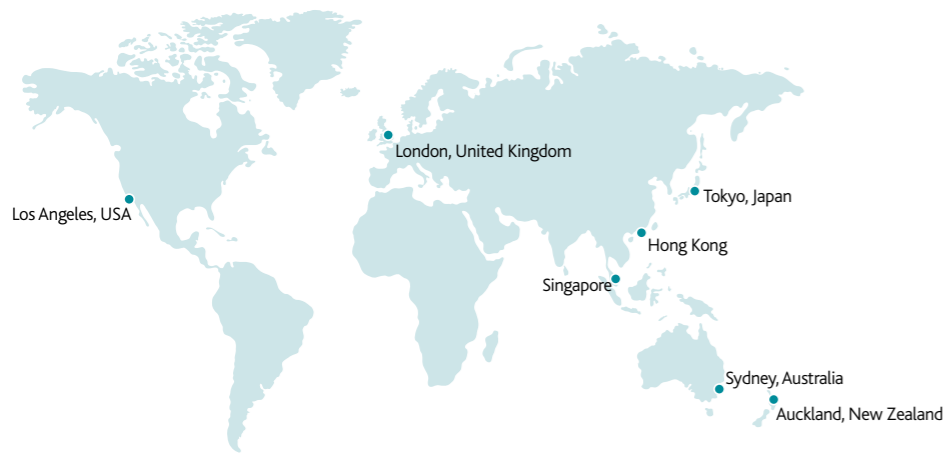 London, United Kingdom
Tokyo, Japan
Los Angeles, USA
Hong Kong
Singapore
Sydney, Australia
Auckland, New Zealand